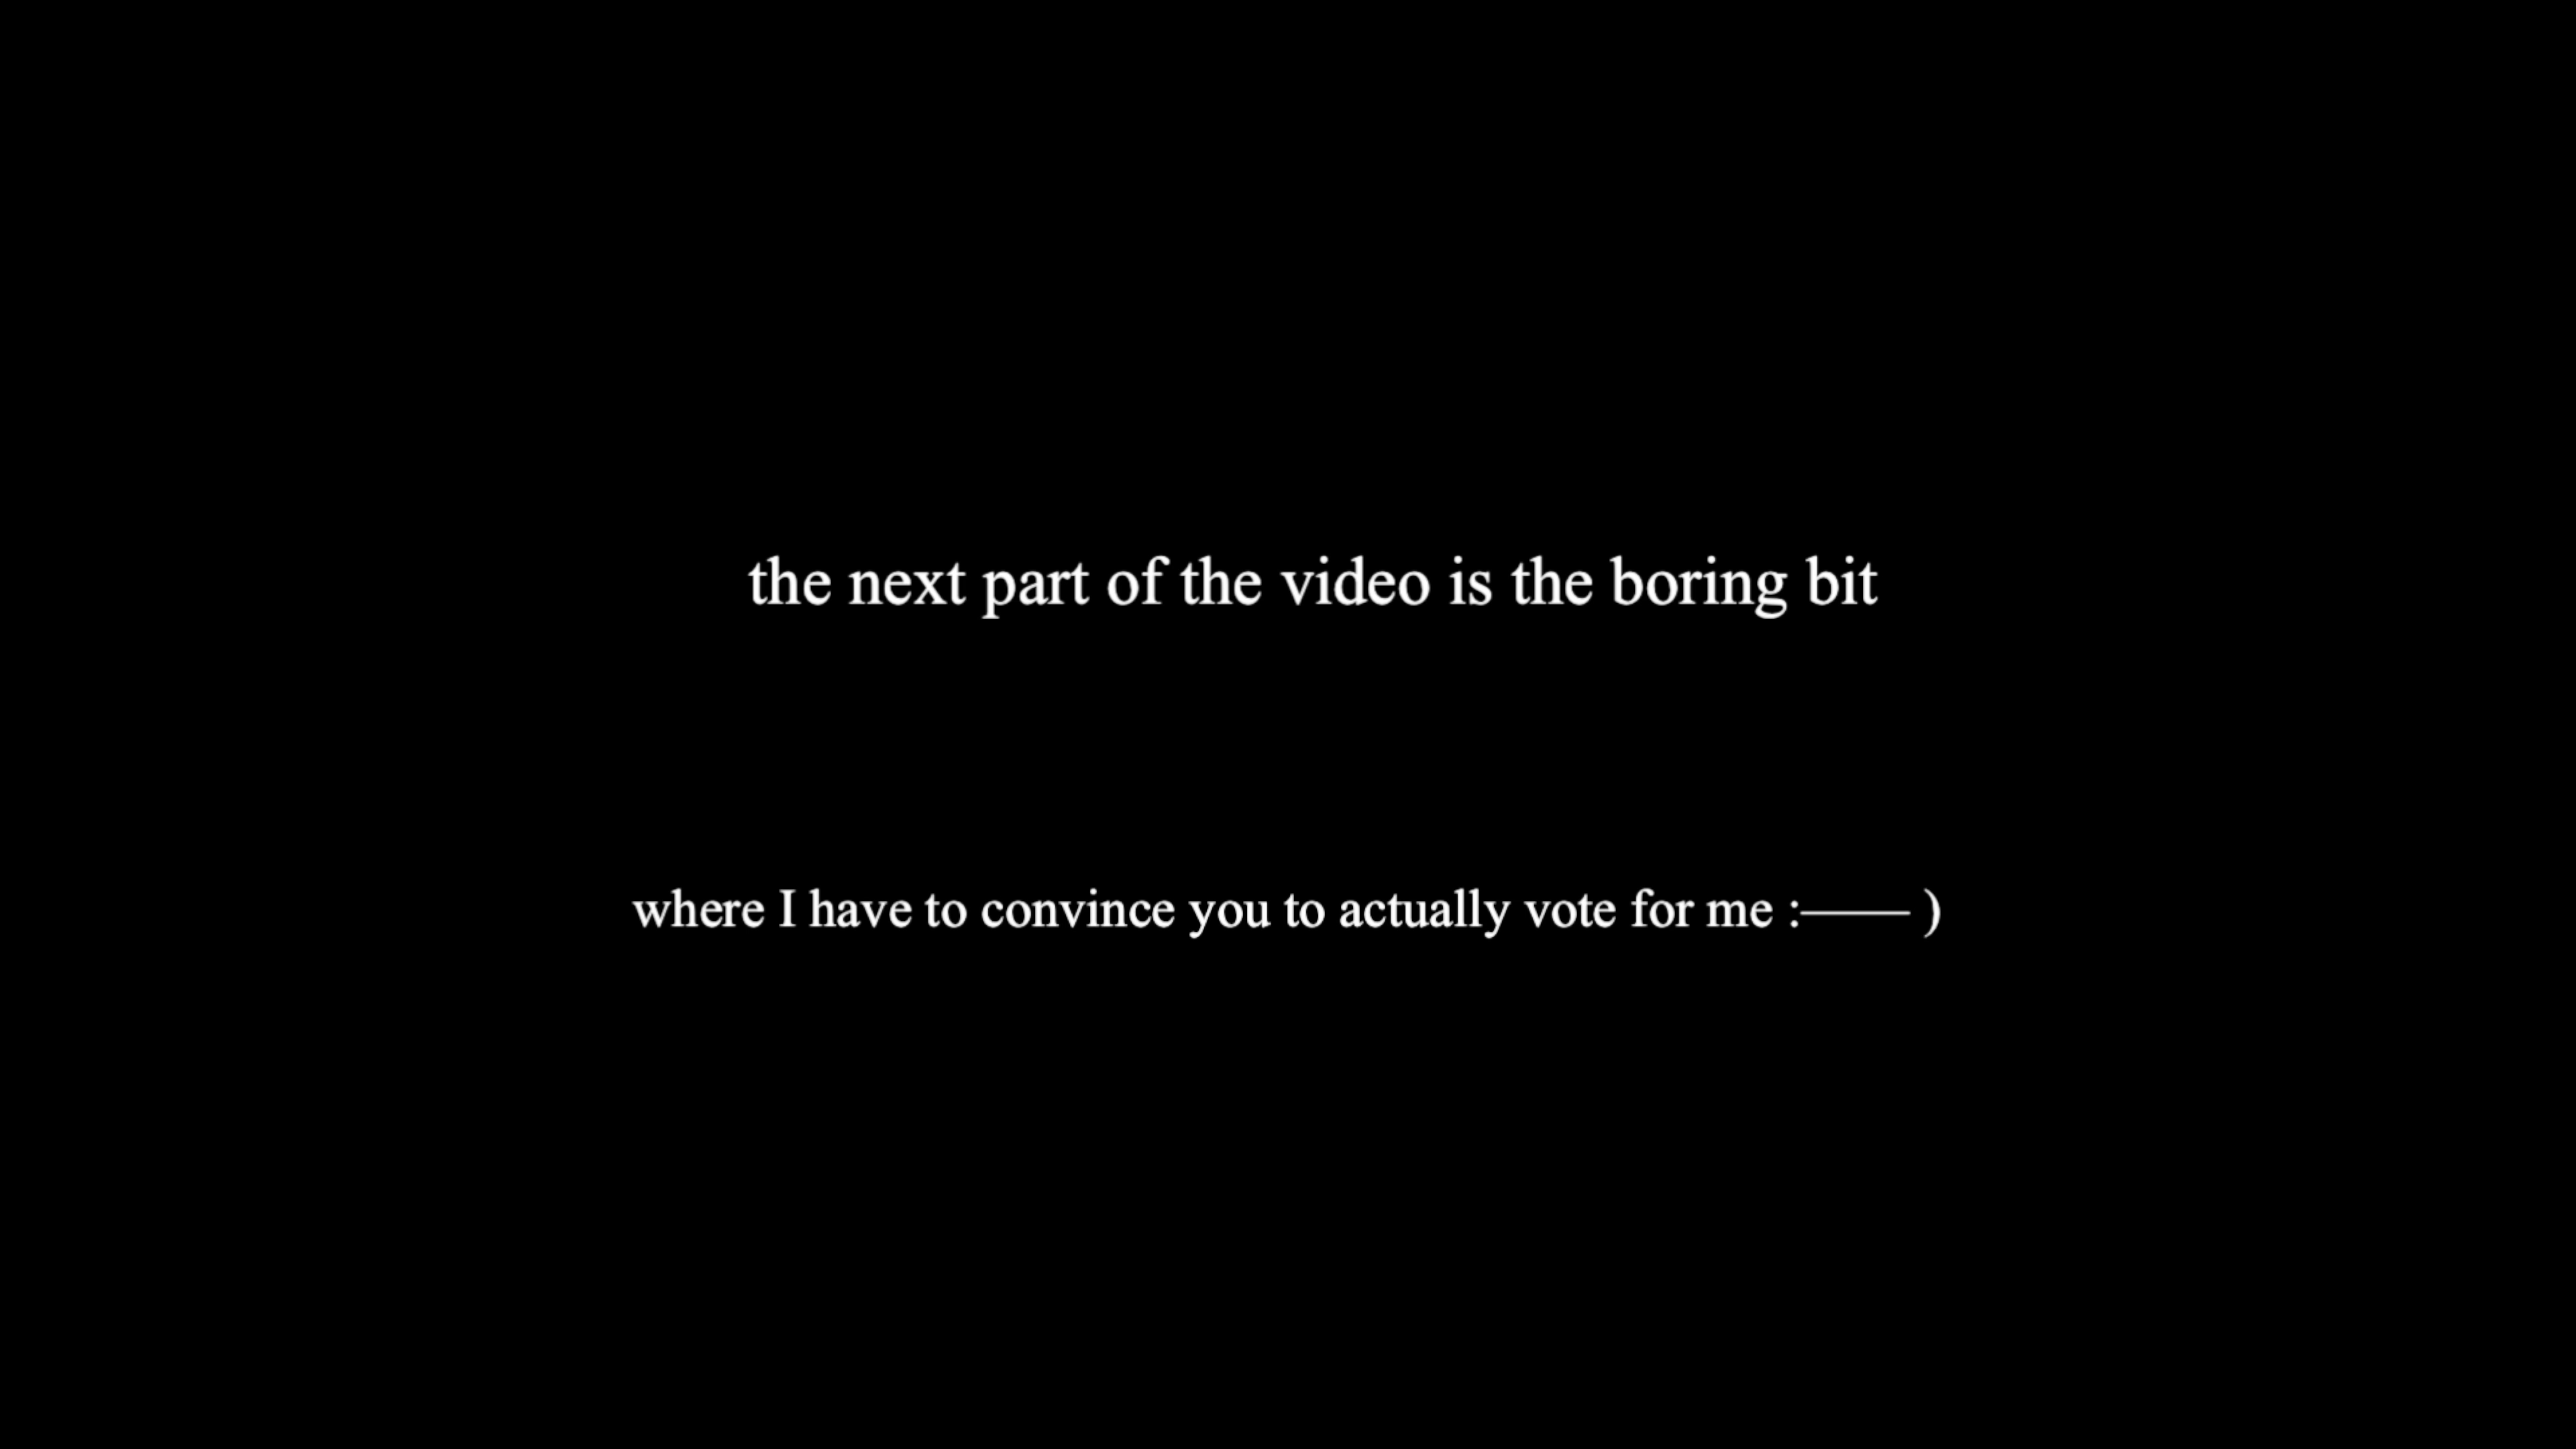 the next part of the video is the boring bit
where I have to convince you to actually vote for me :—— )